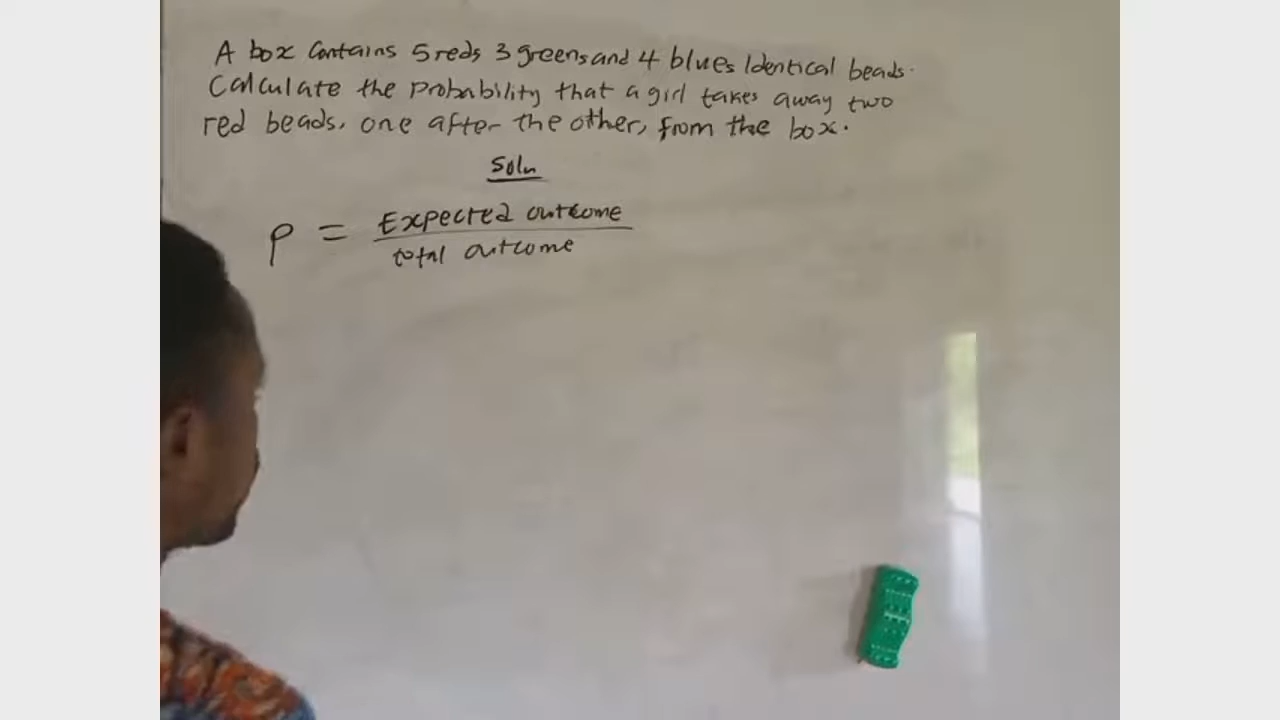 A box contains 5 reds 3 greens and 4 blues Identical beads.
Calculate the probability that a girl takes away two
red beads, one after the other, from the box.
Soln
P = Expected outcome
total outcome